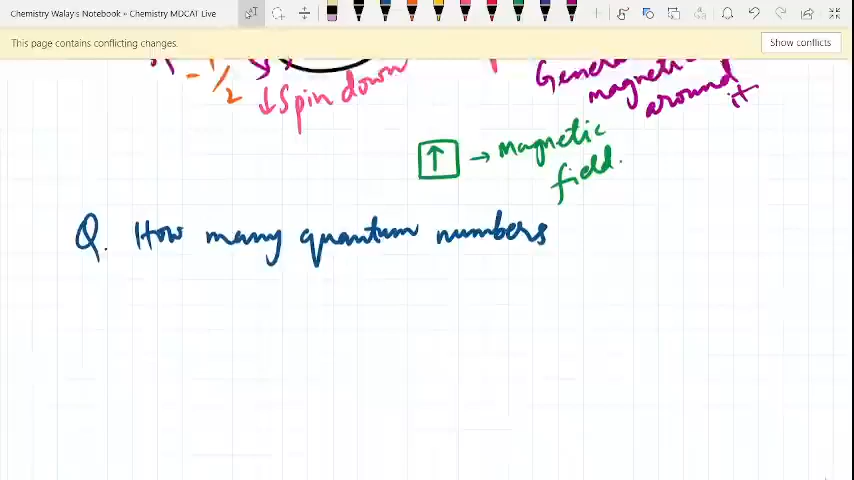 Chemistry Walay's Notebook » Chemistry MDCAT Live
This page contains conflicting changes.
Show conflicts
-1/2
↓ Spin down
magnetic
around
it
↑ → magnetic
field.
Q. How many quantum numbers